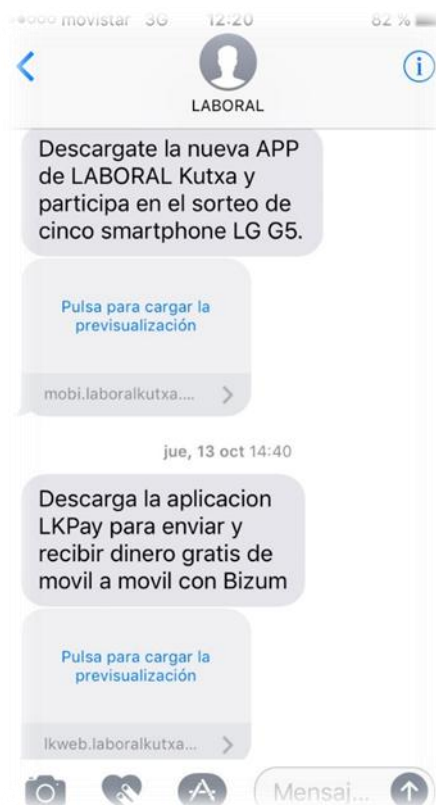 movistar 3G 12:20 82 %
LABORAL
Descargate la nueva APP
de LABORAL Kutxa y
participa en el sorteo de
cinco smartphone LG G5.
Pulsa para cargar la
previsualización
mobi.laboralkutxa....
jue, 13 oct 14:40
Descarga la aplicacion
LKPay para enviar y
recibir dinero gratis de
movil a movil con Bizum
Pulsa para cargar la
previsualización
lkweb.laboralkutxa...
Mensaj...